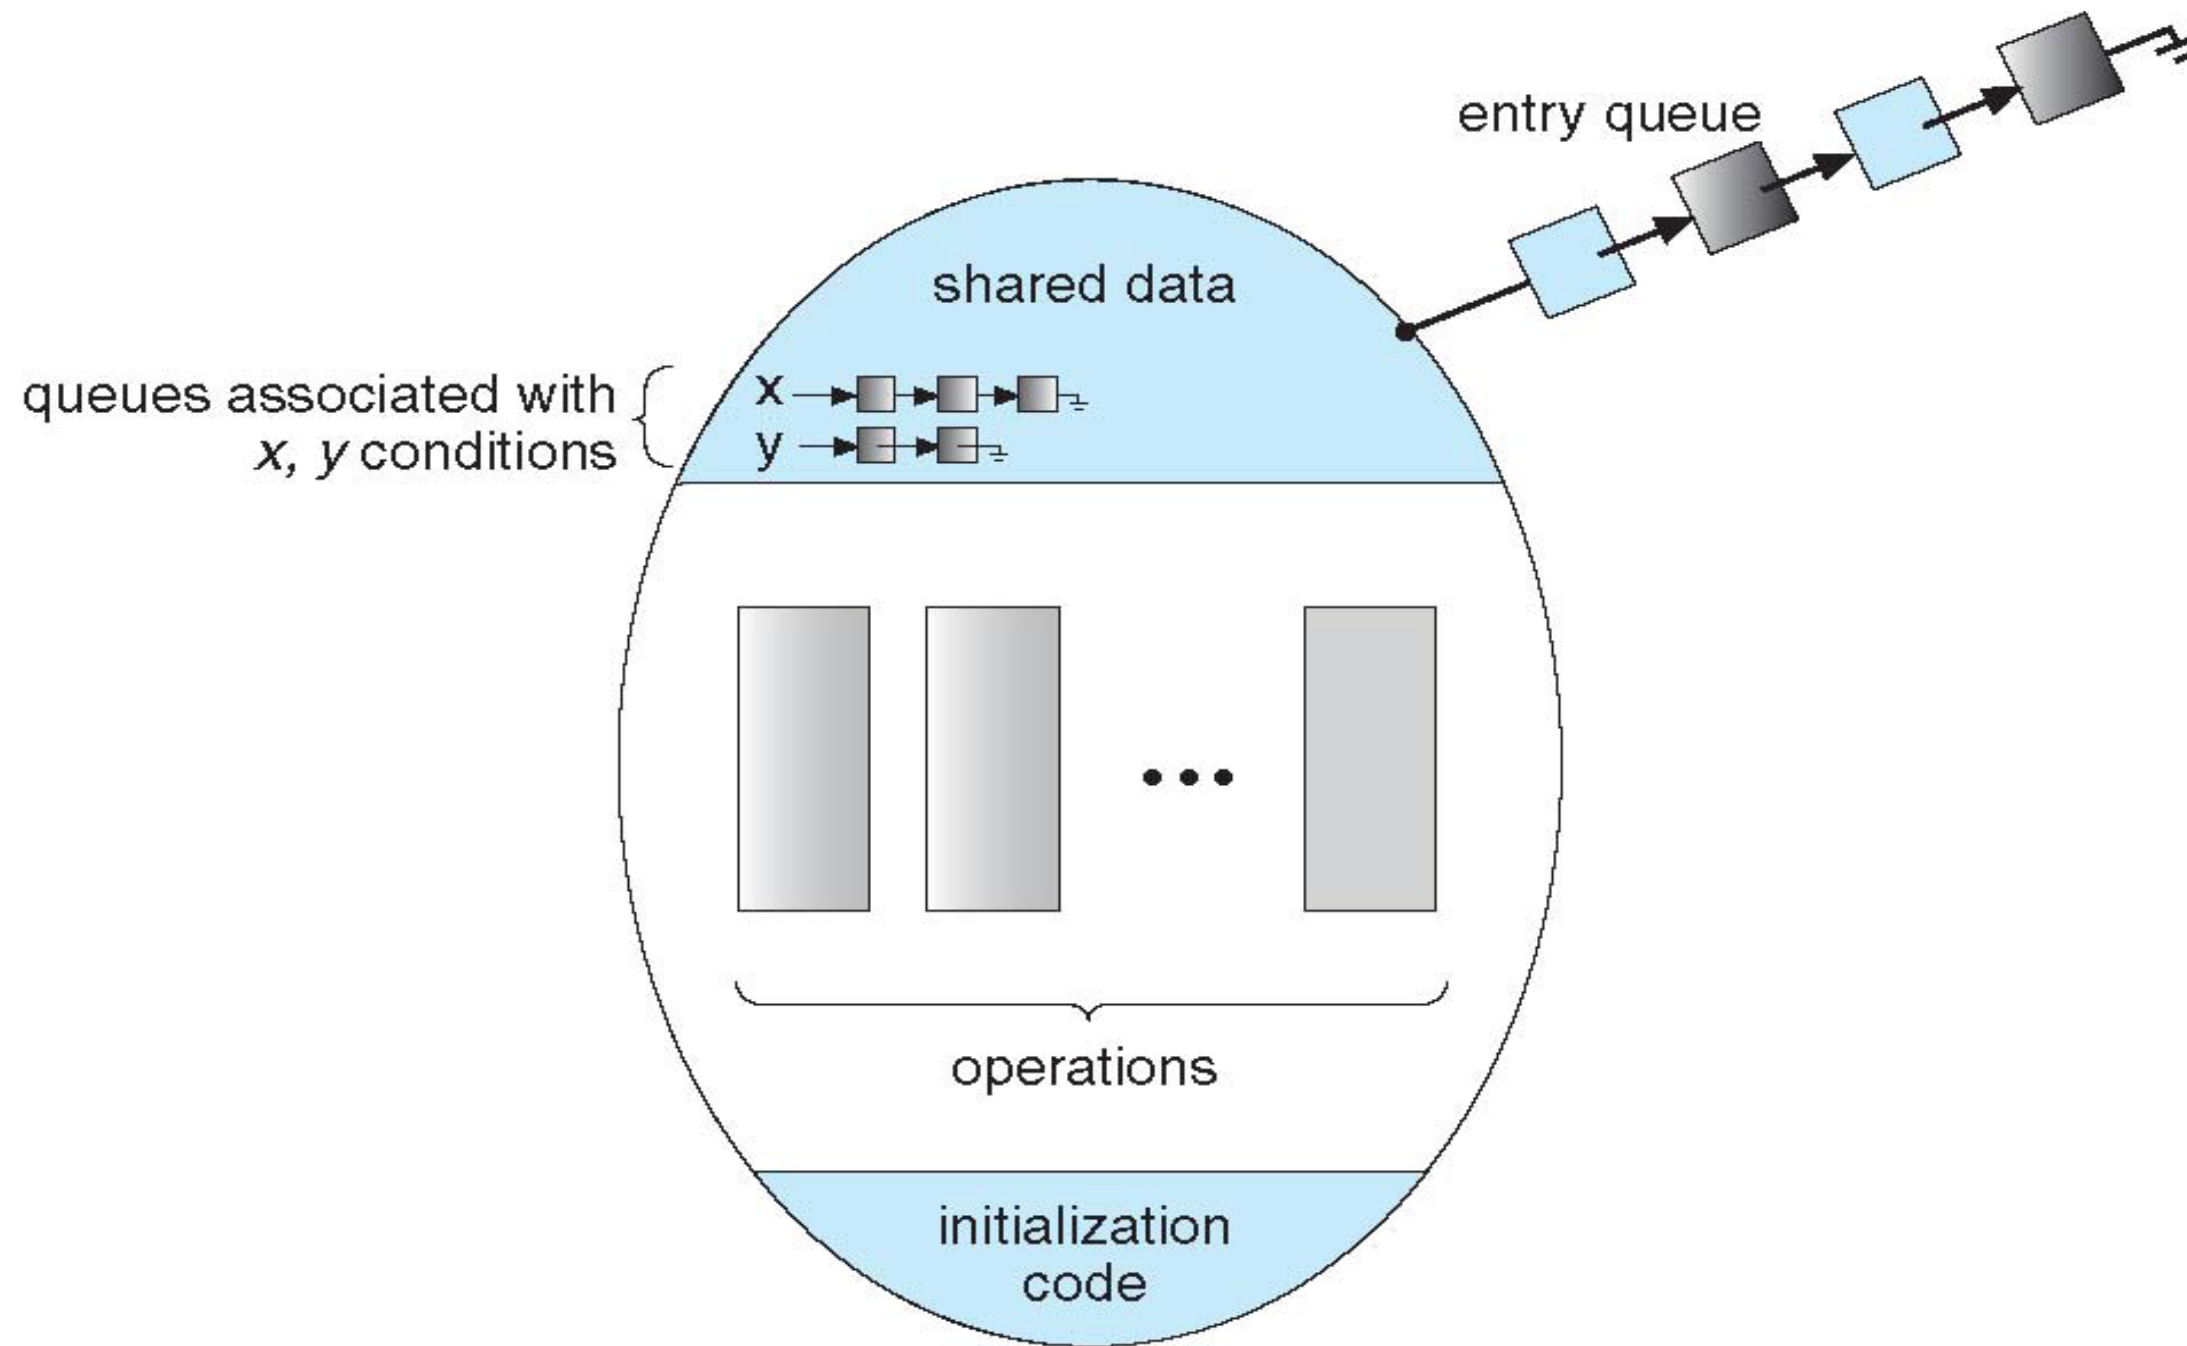 entry queue
shared data
queues associated with
x, y conditions
x
y
•••
operations
initialization
code